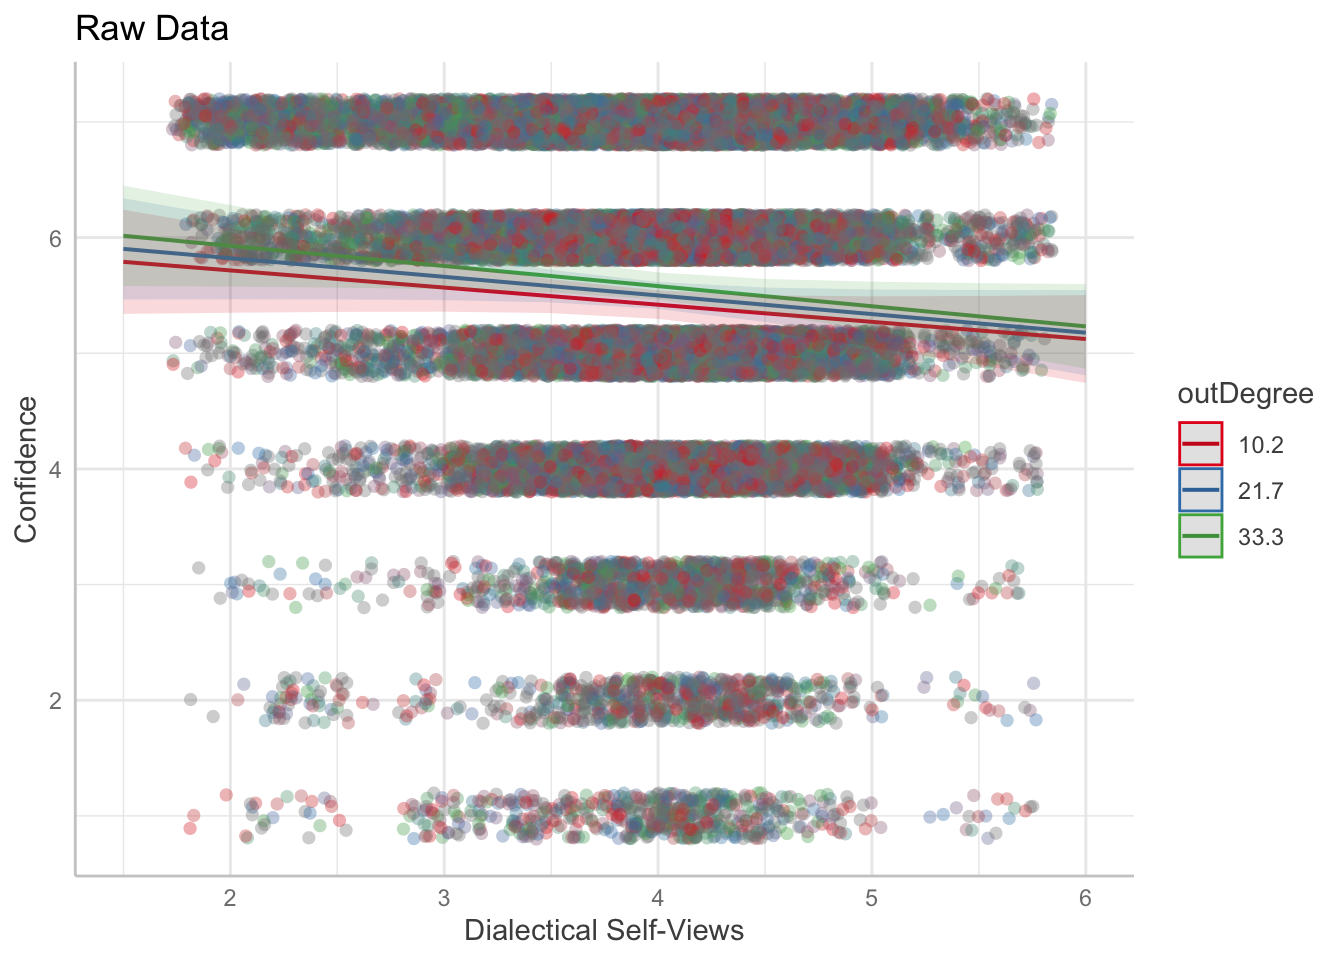 Raw Data
6
4
2
Confidence
2 3 4 5 6
Dialectical Self-Views
outDegree
10.2
21.7
33.3